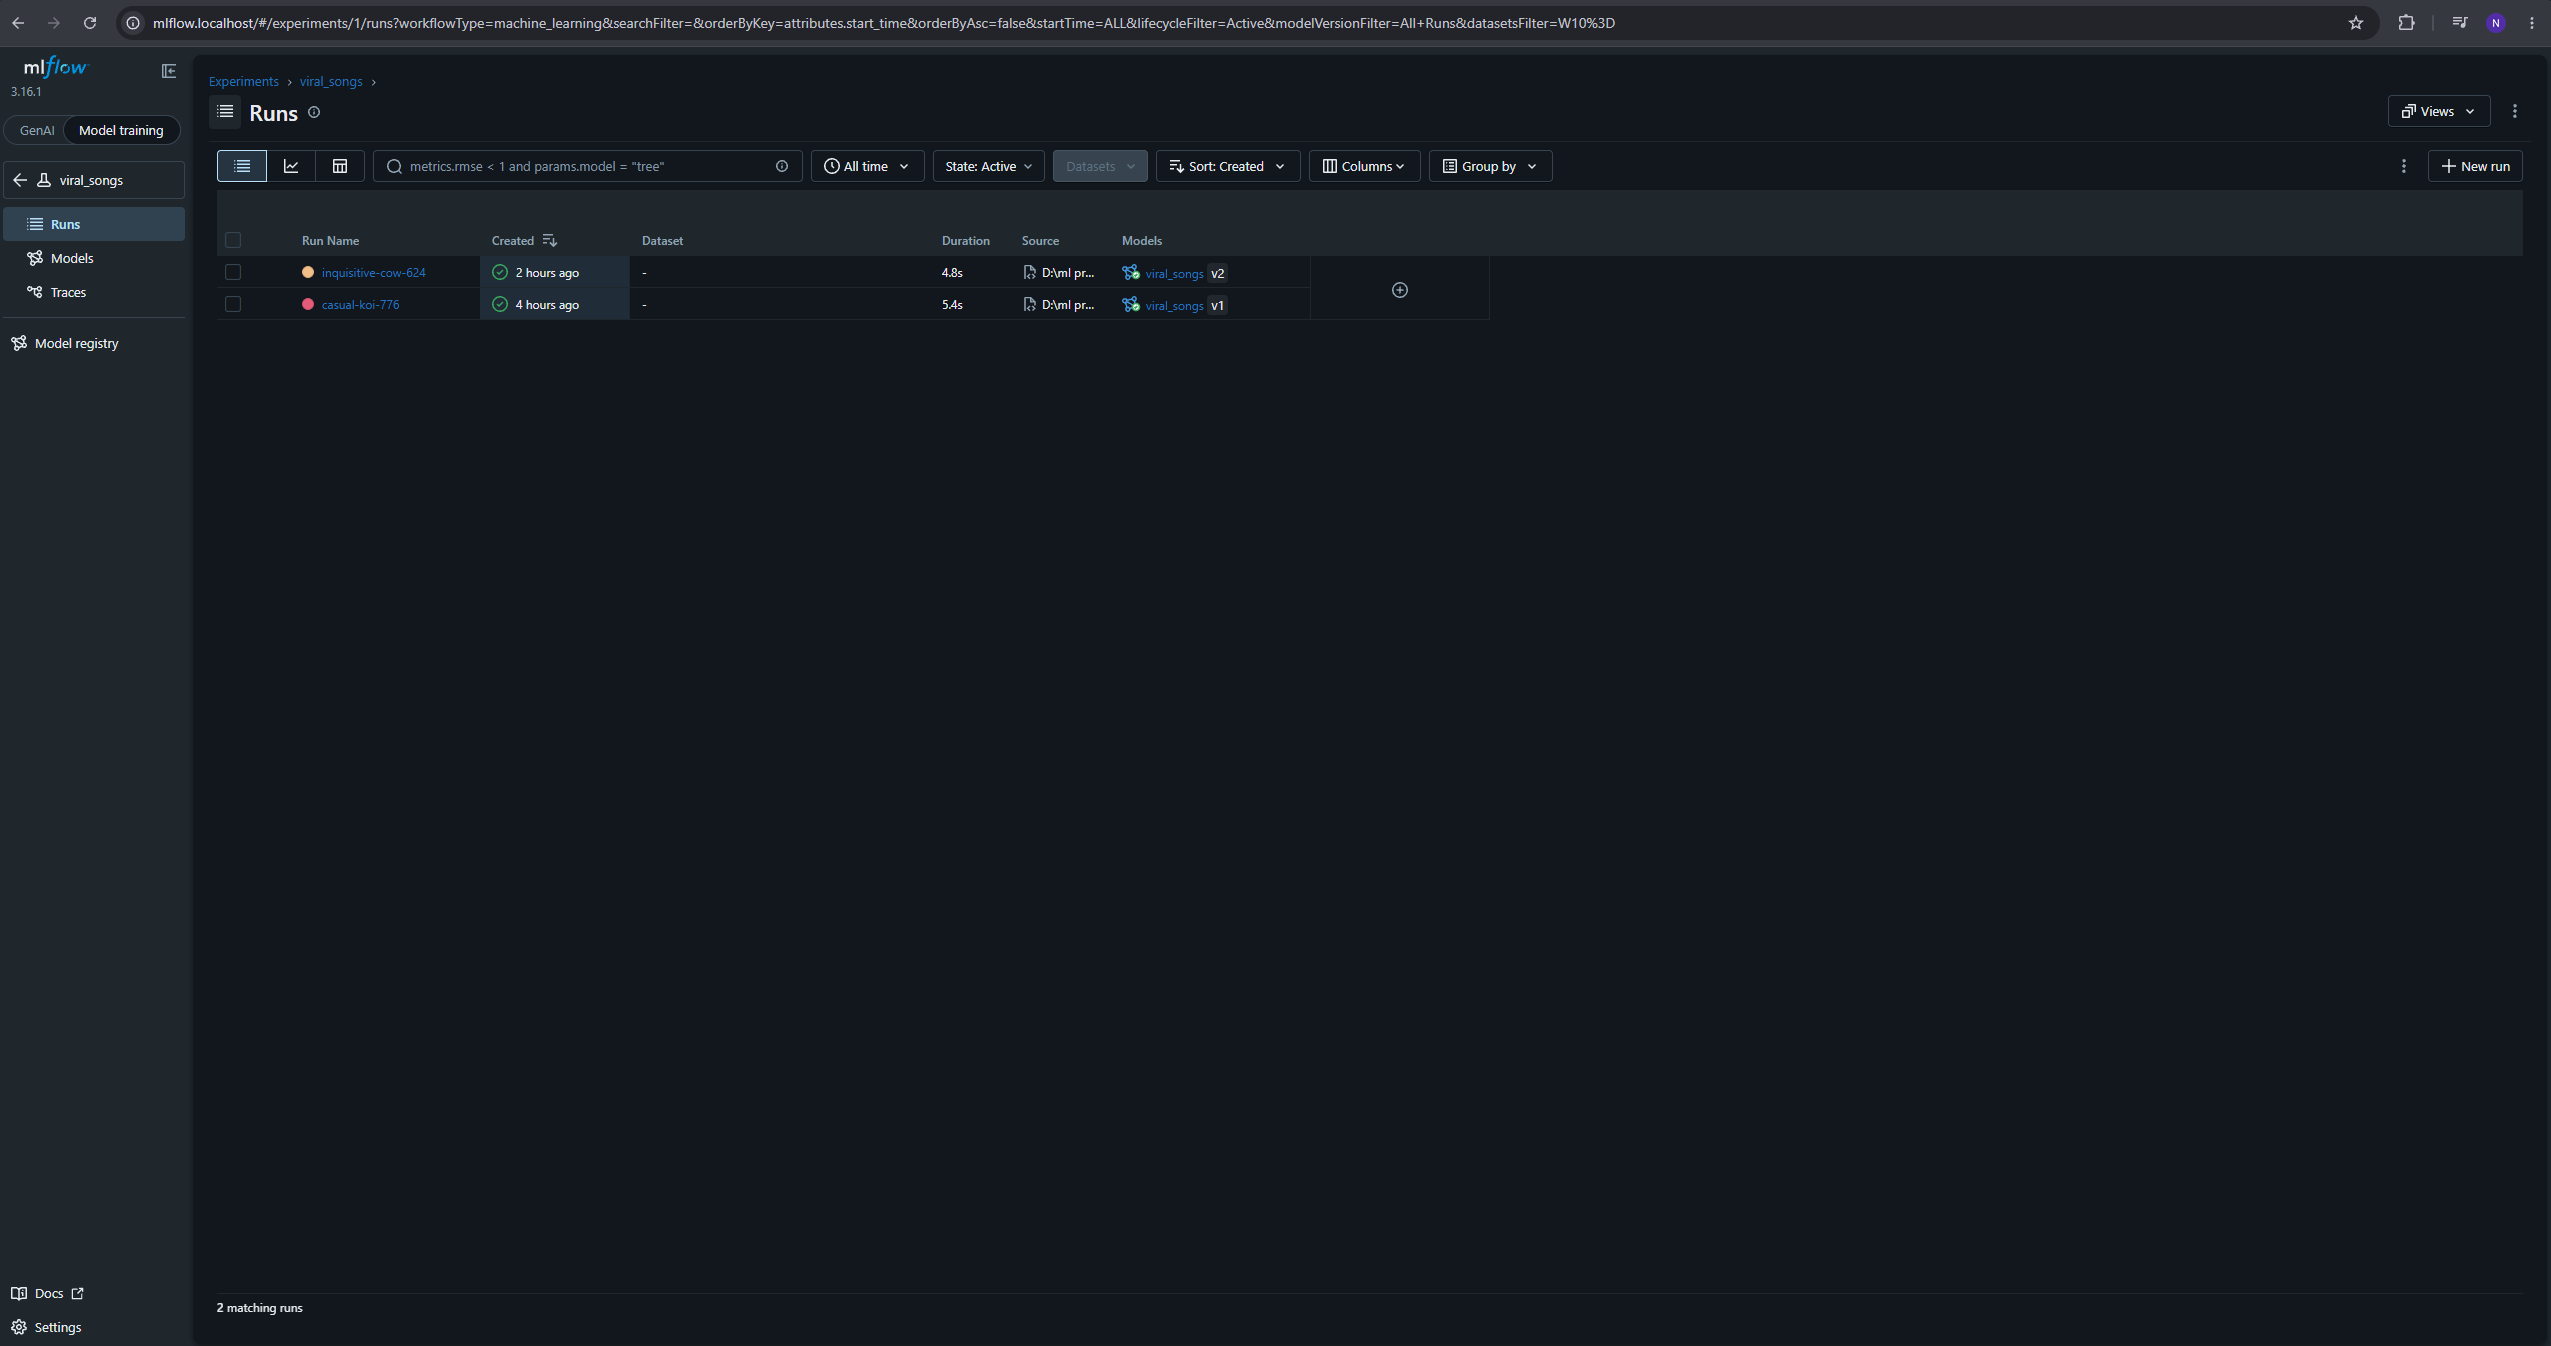 mlflow.localhost/#/experiments/1/runs?workflowType=machine_learning&searchFilter=&orderByKey=attributes.start_time&orderByAsc=false&startTime=ALL&lifecycleFilter=Active&modelVersionFilter=All+Runs&datasetsFilter=W10%3D
N
mlflow
3.16.1
GenAI Model training
viral_songs
Runs
Models
Traces
Model registry
Docs
Settings
Experiments > viral_songs >
Runs
Views
metrics.rmse < 1 and params.model = "tree"
All time
State: Active
Datasets
Sort: Created
Columns
Group by
New run
Run Name Created Dataset Duration Source Models
inquisitive-cow-624 2 hours ago - 4.8s D:\ml pr... viral_songs v2
casual-koi-776 4 hours ago - 5.4s D:\ml pr... viral_songs v1
2 matching runs